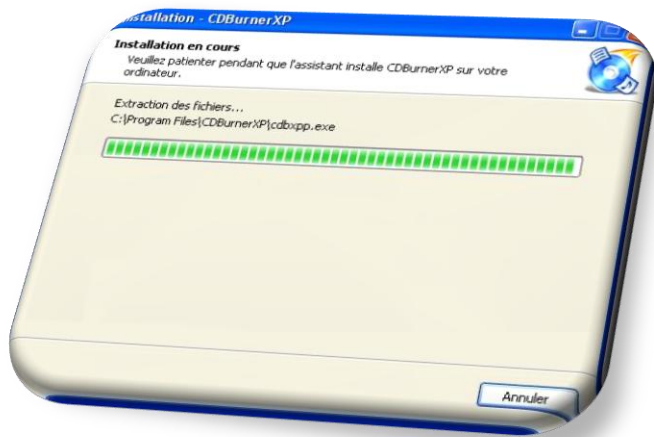 Installation - CDBurnerXP
Installation en cours
Veuillez patienter pendant que l'assistant installe CDBurnerXP sur votre
ordinateur.
Extraction des fichiers...
C:\Program Files\CDBurnerXP\cdbxpp.exe
Annuler